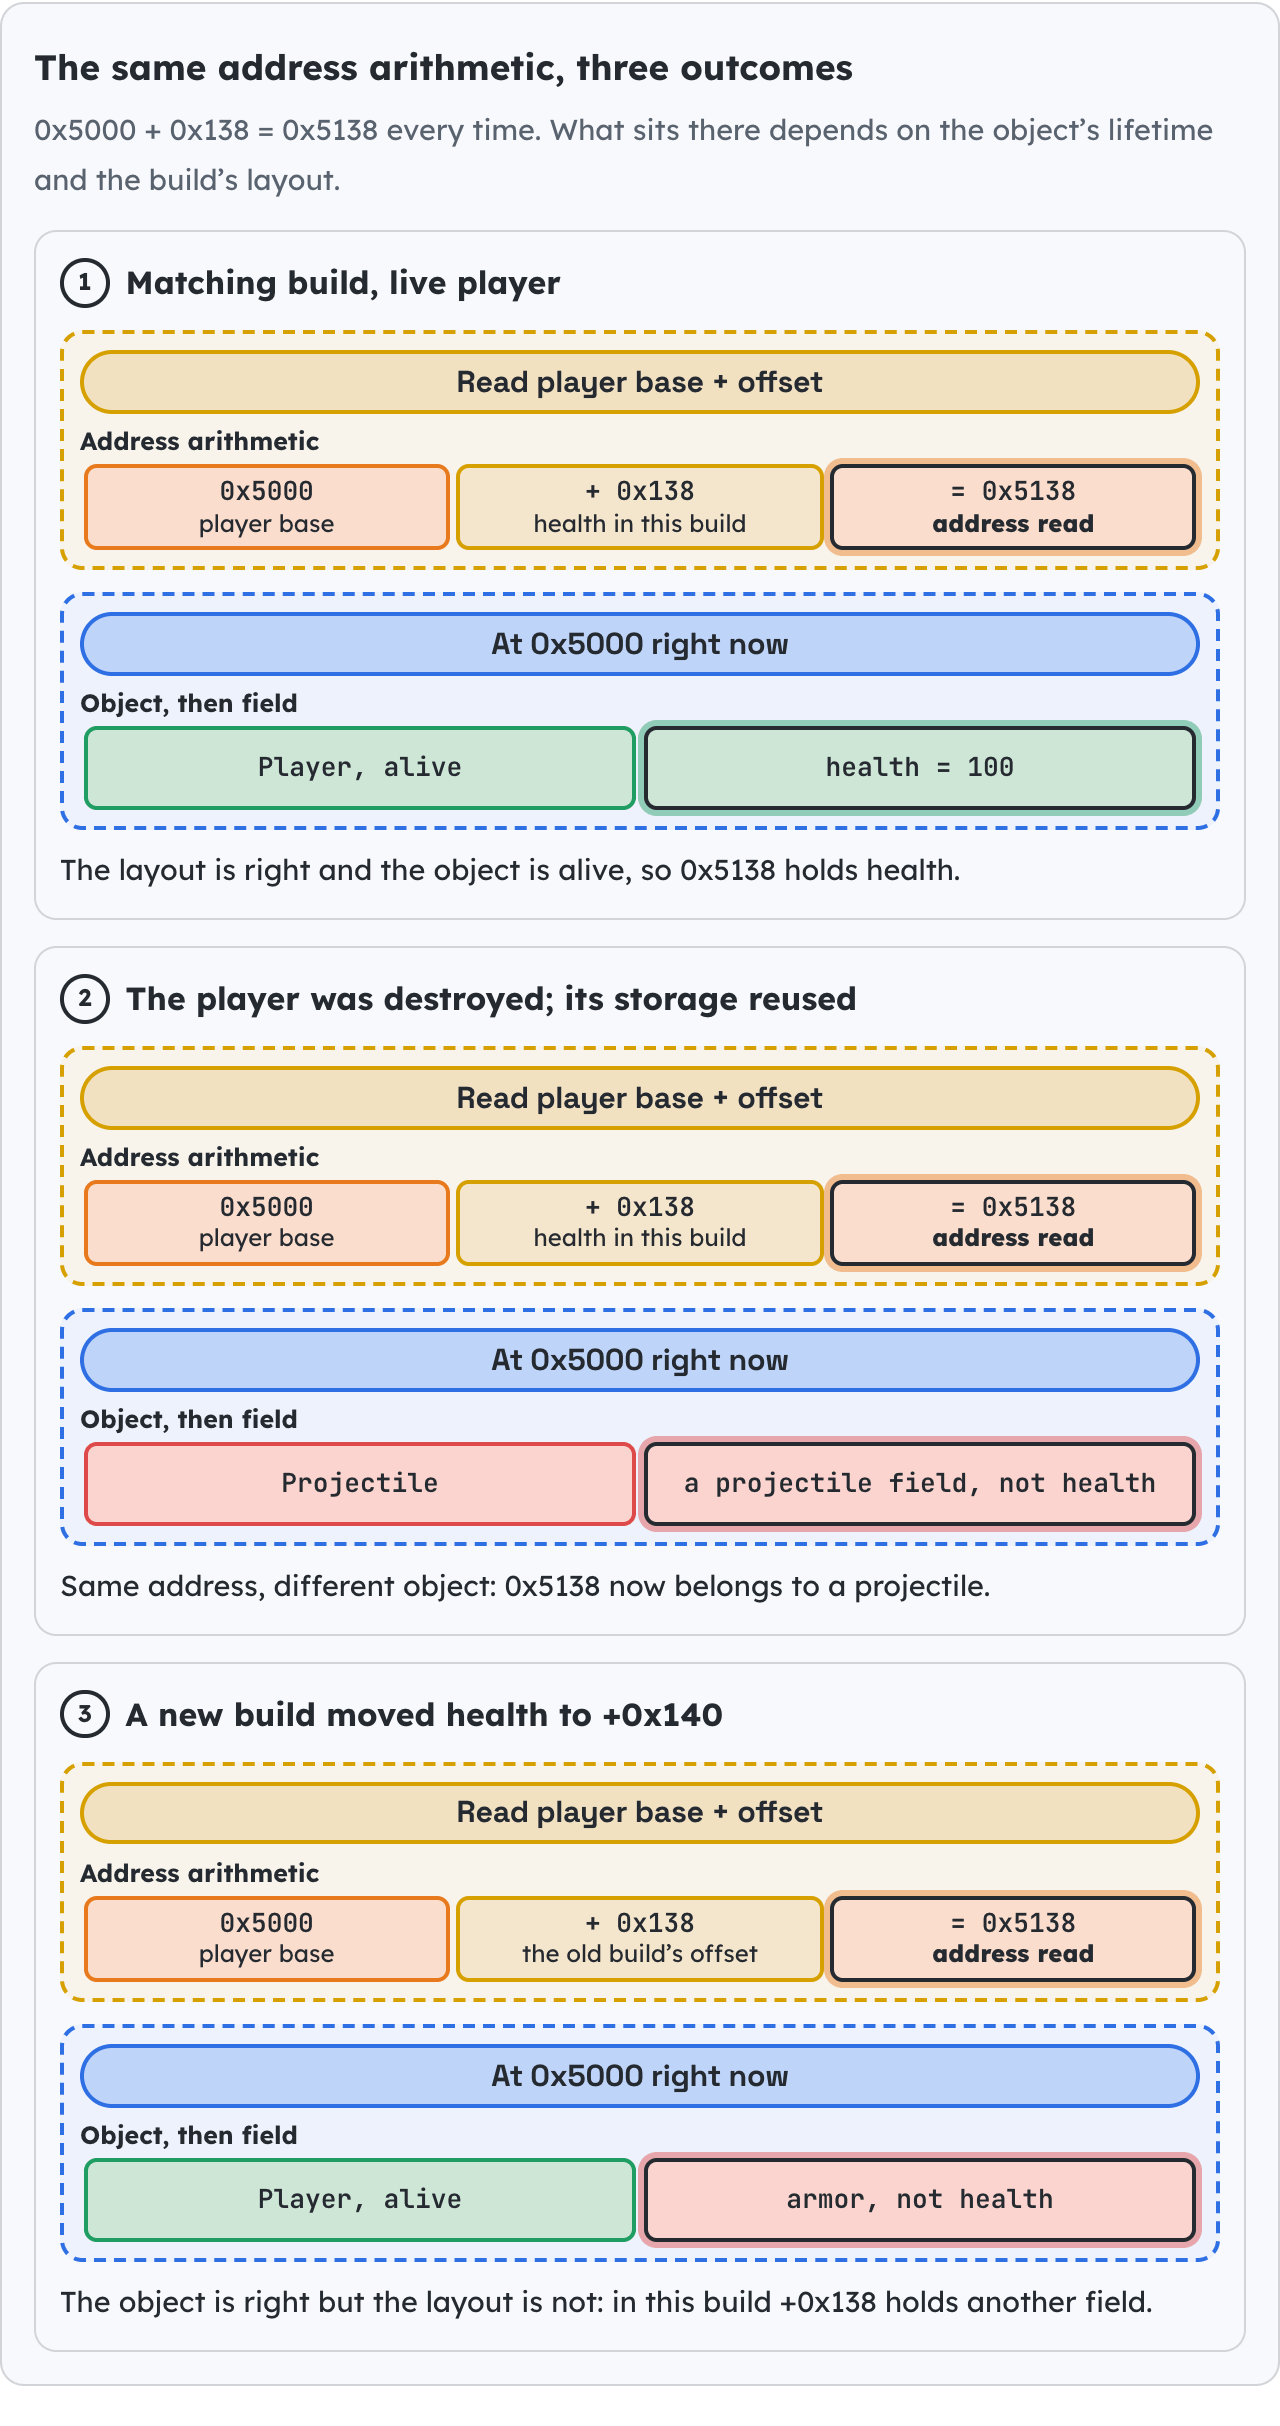 The same address arithmetic, three outcomes
0x5000 + 0x138 = 0x5138 every time. What sits there depends on the object’s lifetime
and the build’s layout.
1 Matching build, live player
Read player base + offset
Address arithmetic
0x5000 + 0x138 = 0x5138
player base health in this build address read
At 0x5000 right now
Object, then field
Player, alive health = 100
The layout is right and the object is alive, so 0x5138 holds health.
2 The player was destroyed; its storage reused
Read player base + offset
Address arithmetic
0x5000 + 0x138 = 0x5138
player base health in this build address read
At 0x5000 right now
Object, then field
Projectile a projectile field, not health
Same address, different object: 0x5138 now belongs to a projectile.
3 A new build moved health to +0x140
Read player base + offset
Address arithmetic
0x5000 + 0x138 = 0x5138
player base the old build’s offset address read
At 0x5000 right now
Object, then field
Player, alive armor, not health
The object is right but the layout is not: in this build +0x138 holds another field.